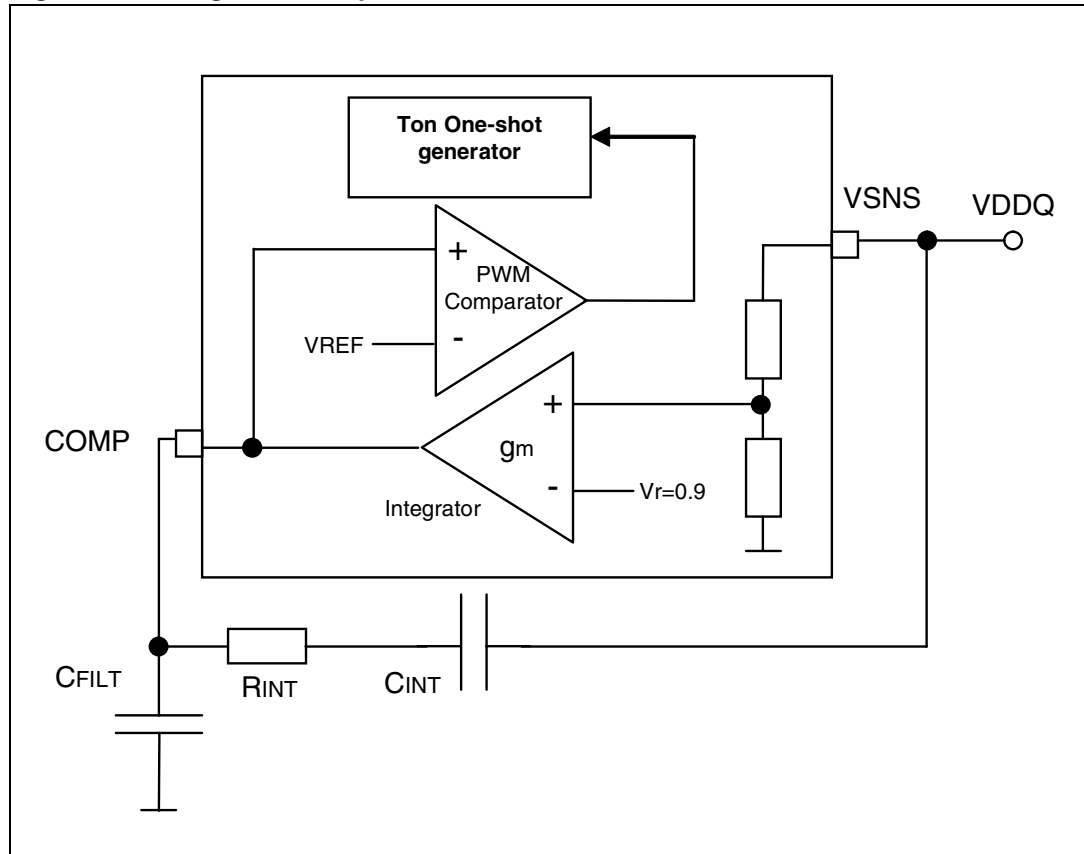 Ton One-shot
generator
VSNS
VDDQ
+
PWM
Comparator
-
VREF
COMP
+
gm
-
Vr=0.9
Integrator
CFILT
RINT
CINT